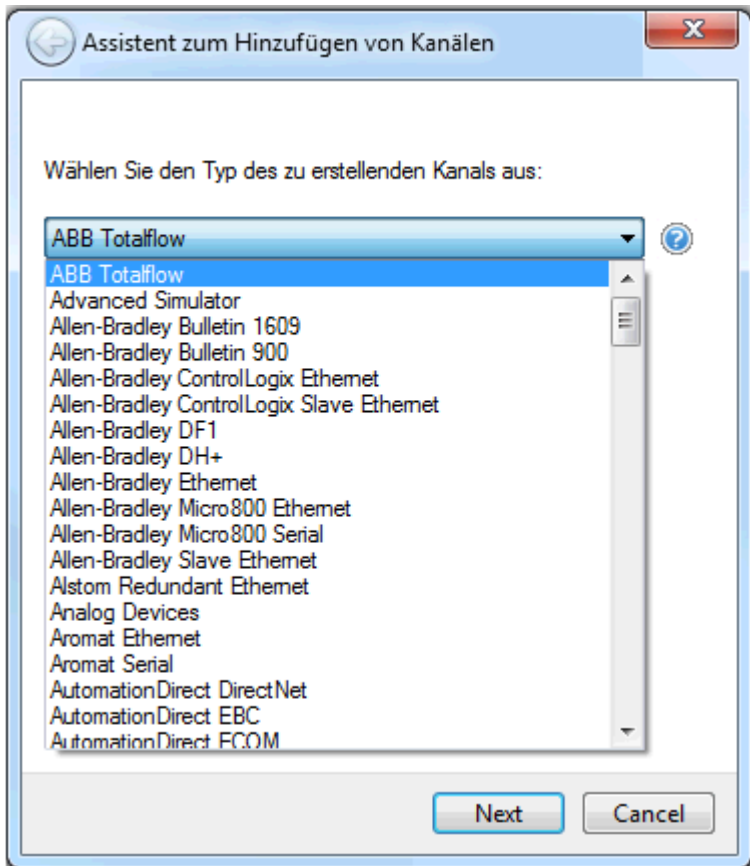 Assistent zum Hinzufügen von Kanälen
Wählen Sie den Typ des zu erstellenden Kanals aus:
ABB Totalflow
ABB Totalflow
Advanced Simulator
Allen-Bradley Bulletin 1609
Allen-Bradley Bulletin 900
Allen-Bradley ControlLogix Ethernet
Allen-Bradley ControlLogix Slave Ethernet
Allen-Bradley DF1
Allen-Bradley DH+
Allen-Bradley Ethernet
Allen-Bradley Micro800 Ethernet
Allen-Bradley Micro800 Serial
Allen-Bradley Slave Ethernet
Alstom Redundant Ethernet
Analog Devices
Aromat Ethernet
Aromat Serial
AutomationDirect DirectNet
AutomationDirect EBC
AutomationDirect ECOM
Next Cancel